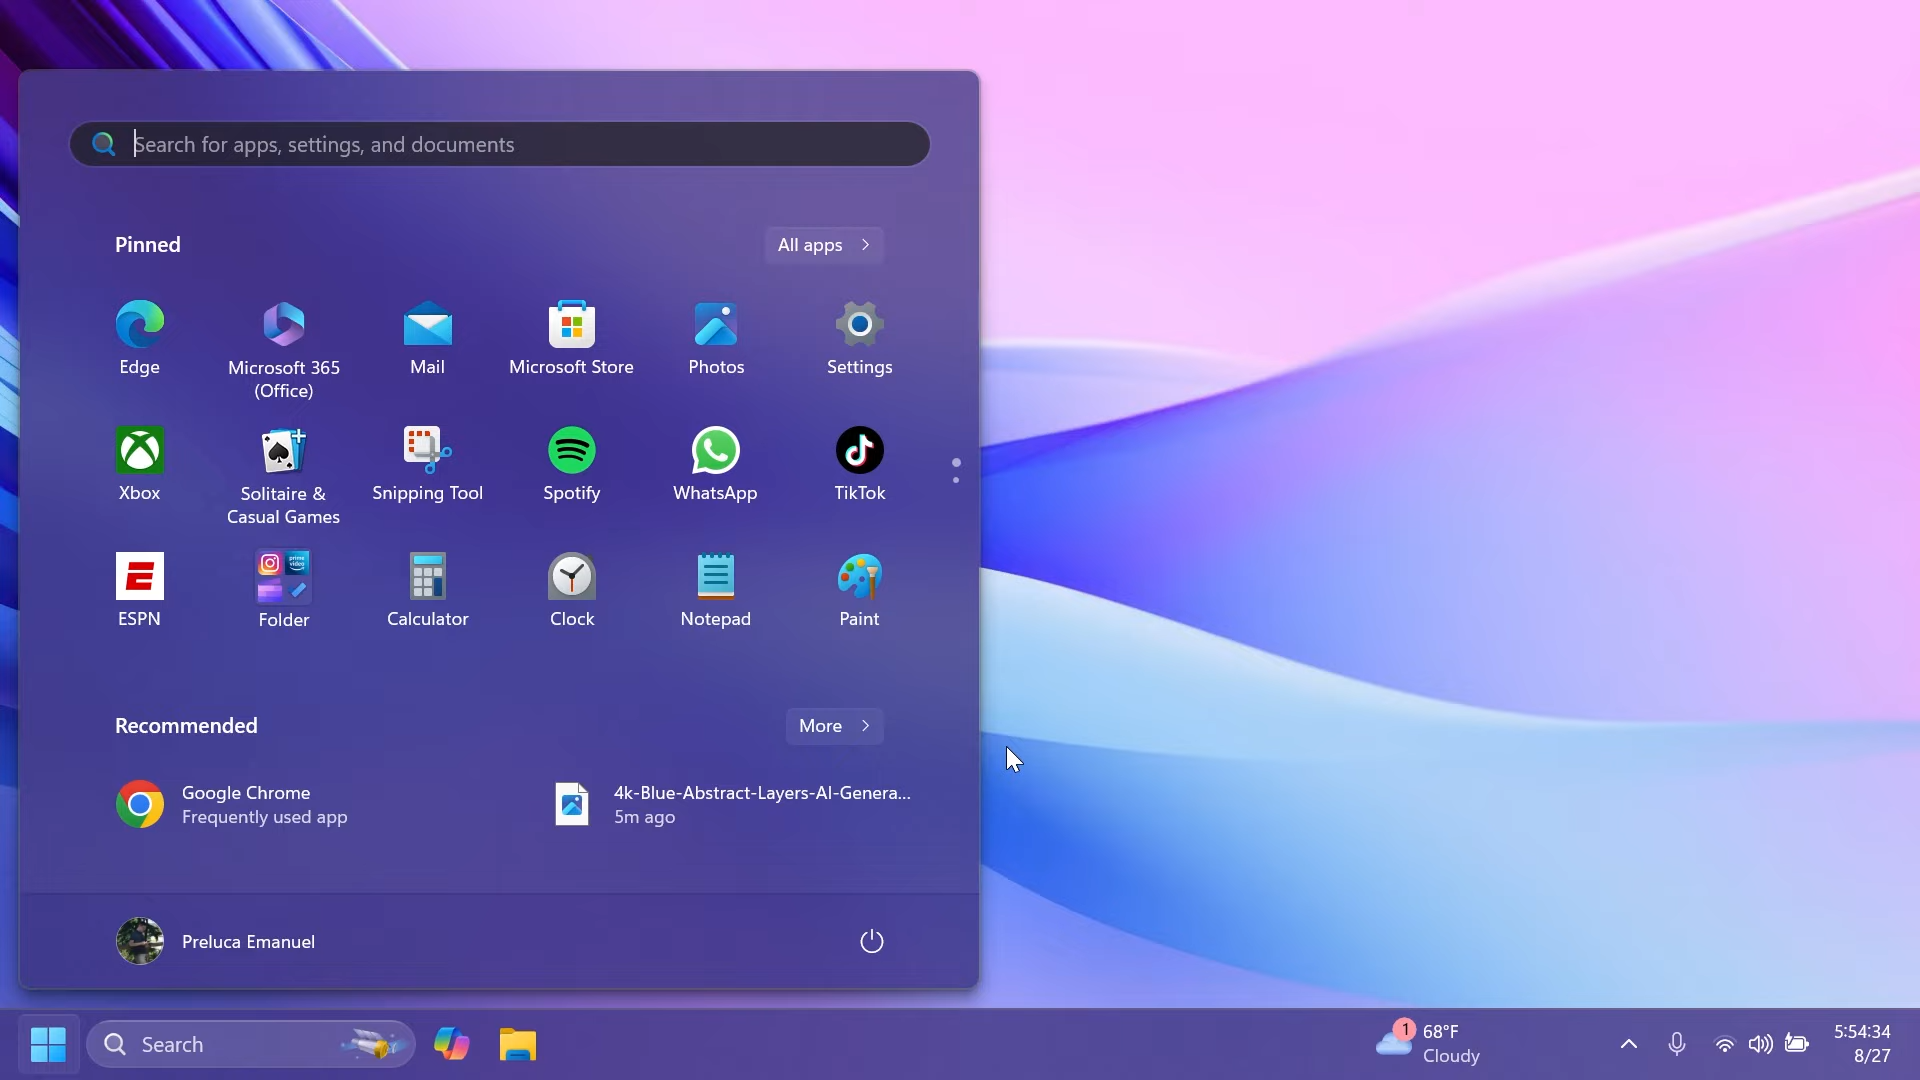 Search for apps, settings, and documents
Pinned
All apps
Edge
Microsoft 365
(Office)
Mail
Microsoft Store
Photos
Settings
Xbox
Solitaire &
Casual Games
Snipping Tool
Spotify
WhatsApp
TikTok
ESPN
prime
video
Folder
Calculator
Clock
Notepad
Paint
Recommended
More
Google Chrome
Frequently used app
4k-Blue-Abstract-Layers-AI-Genera...
5m ago
Preluca Emanuel
Search
1
68°F
Cloudy
5:54:34
8/27